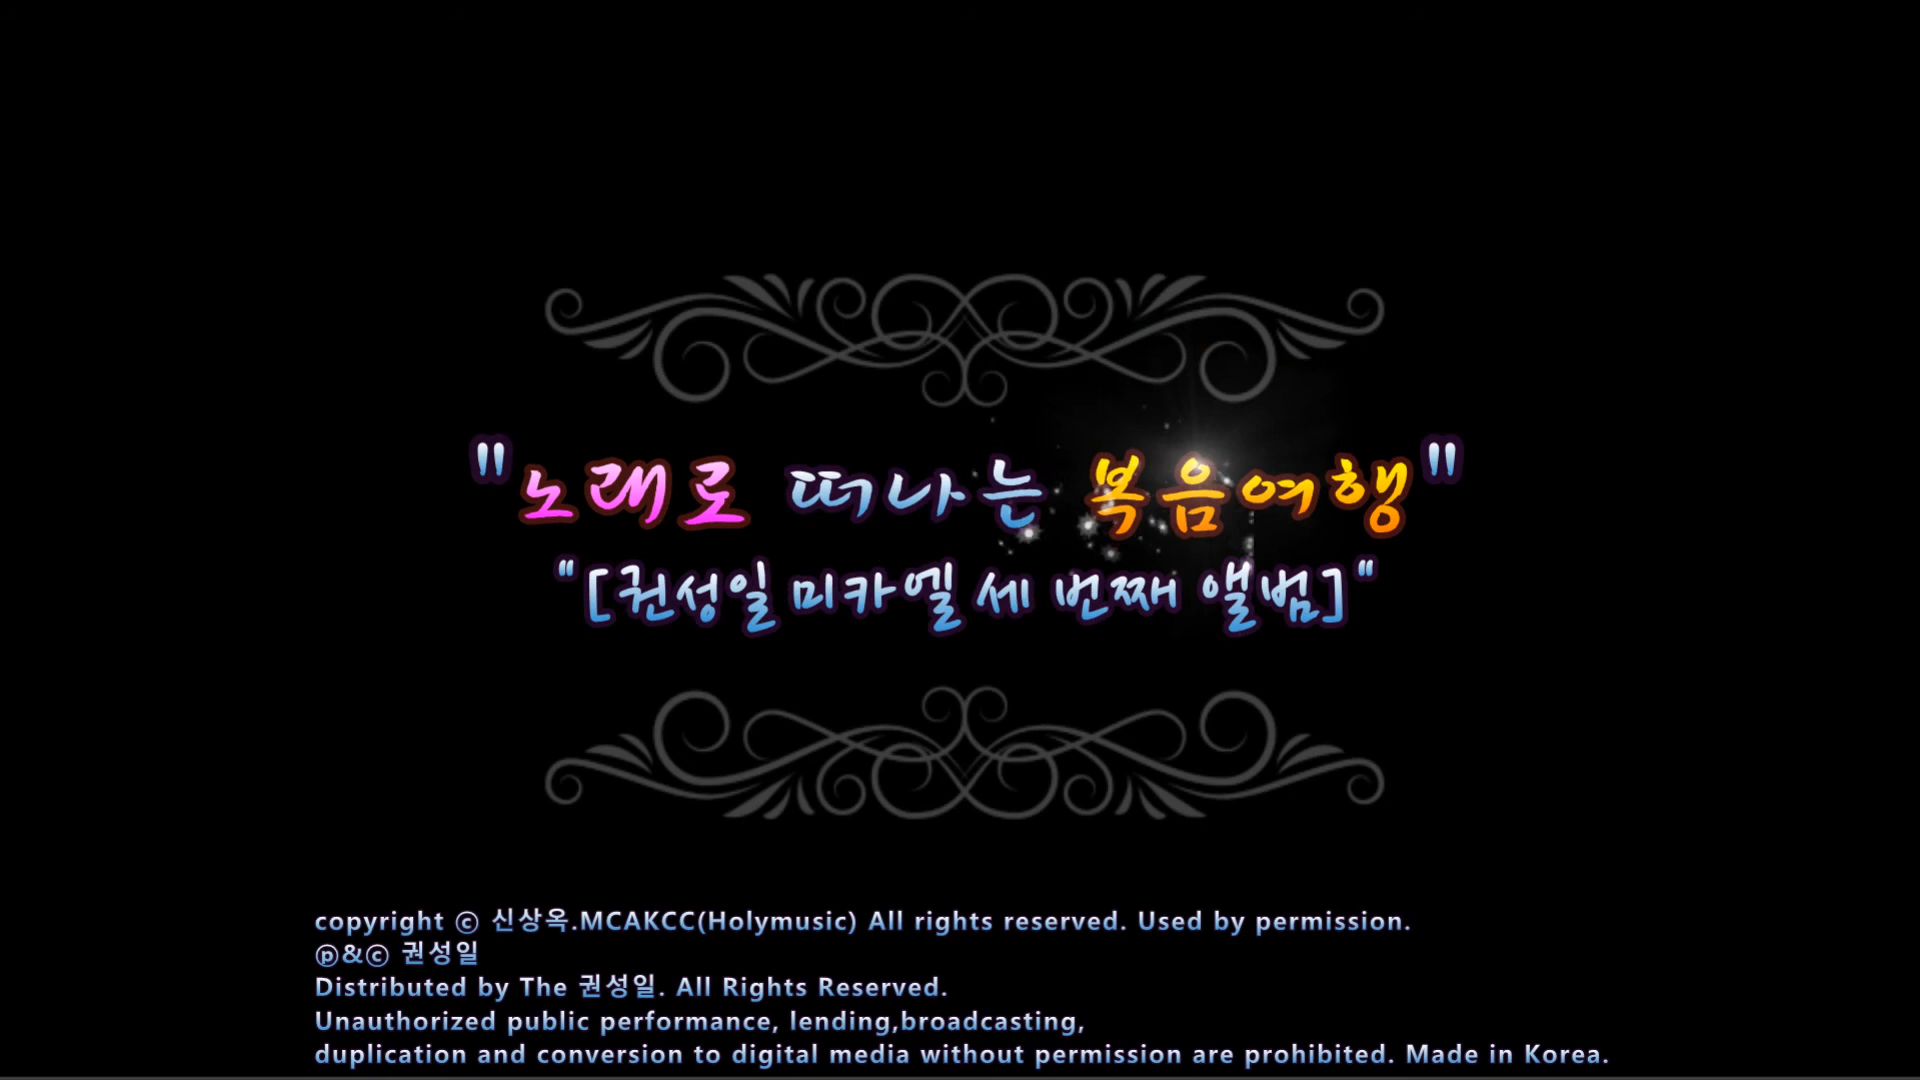 "노래로 떠나는 복음여행"
"[권성일 미카엘 세 번째 앨범]"
copyright ⓒ 신상옥.MCAKCC(Holymusic) All rights reserved. Used by permission.
ⓟ&ⓒ 권성일
Distributed by The 권성일. All Rights Reserved.
Unauthorized public performance, lending,broadcasting,
duplication and conversion to digital media without permission are prohibited. Made in Korea.